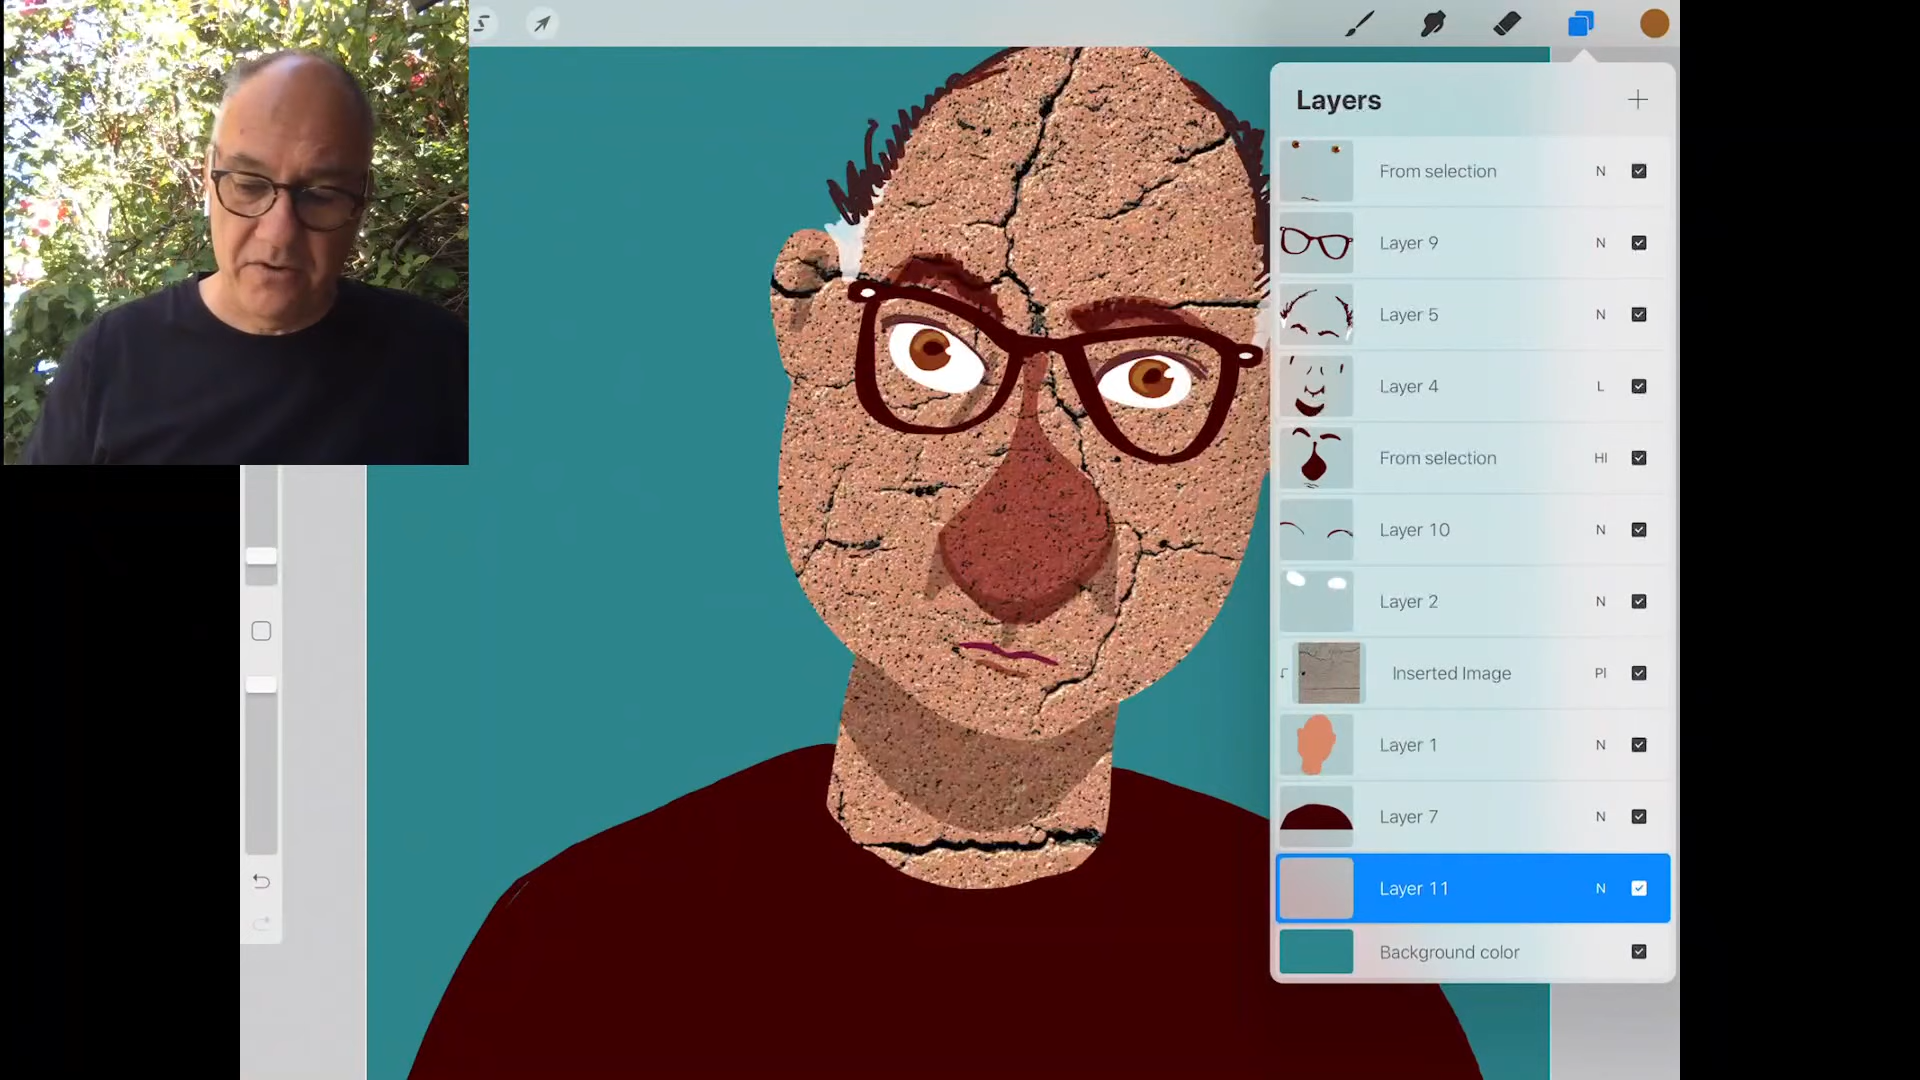 Layers
From selection N
Layer 9 N
Layer 5 N
Layer 4 L
From selection HI
Layer 10 N
Layer 2 N
Inserted Image PI
Layer 1 N
Layer 7 N
Layer 11 N
Background color